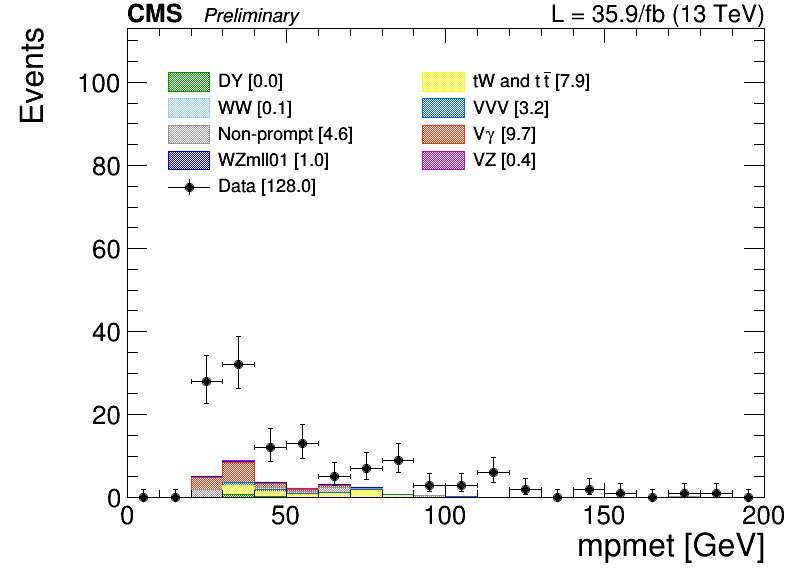 CMS Preliminary L = 35.9/fb (13 TeV)
Events
100
80
60
40
20
0
DY [0.0]
WW [0.1]
Non-prompt [4.6]
WZmll01 [1.0]
Data [128.0]
tW and tt̅ [7.9]
VVV [3.2]
Vγ [9.7]
VZ [0.4]
0 50 100 150 200
mpmet [GeV]